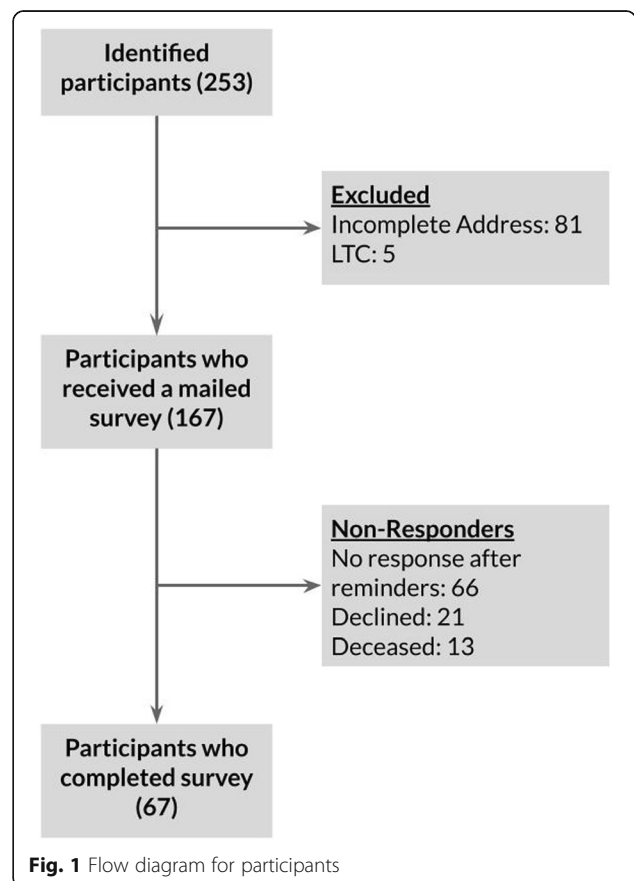 Identified
participants (253)
Excluded
Incomplete Address: 81
LTC: 5
Participants who
received a mailed
survey (167)
Non-Responders
No response after
reminders: 66
Declined: 21
Deceased: 13
Participants who
completed survey
(67)
Fig. 1 Flow diagram for participants